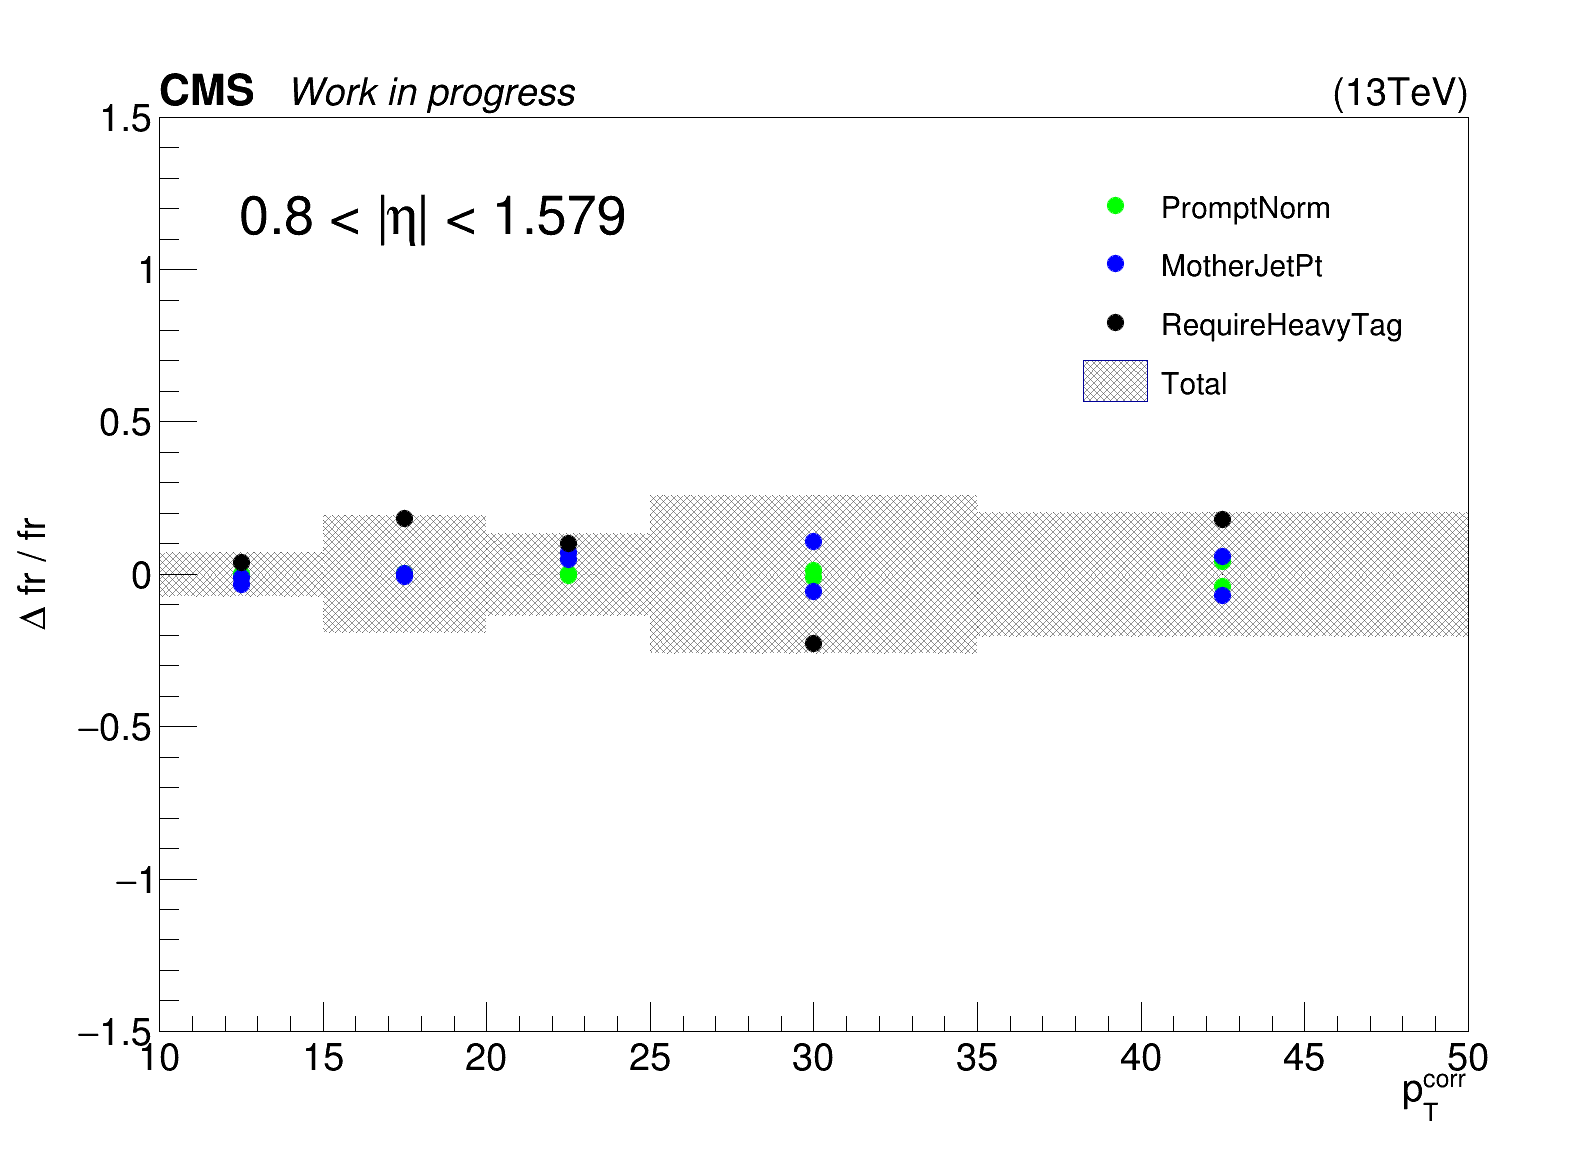 CMS Work in progress (13TeV)
0.8 < |η| < 1.579
PromptNorm
MotherJetPt
RequireHeavyTag
Total
Δ fr / fr
1.5
1
0.5
0
−0.5
−1
−1.5
10 15 20 25 30 35 40 45 50
p_T^corr